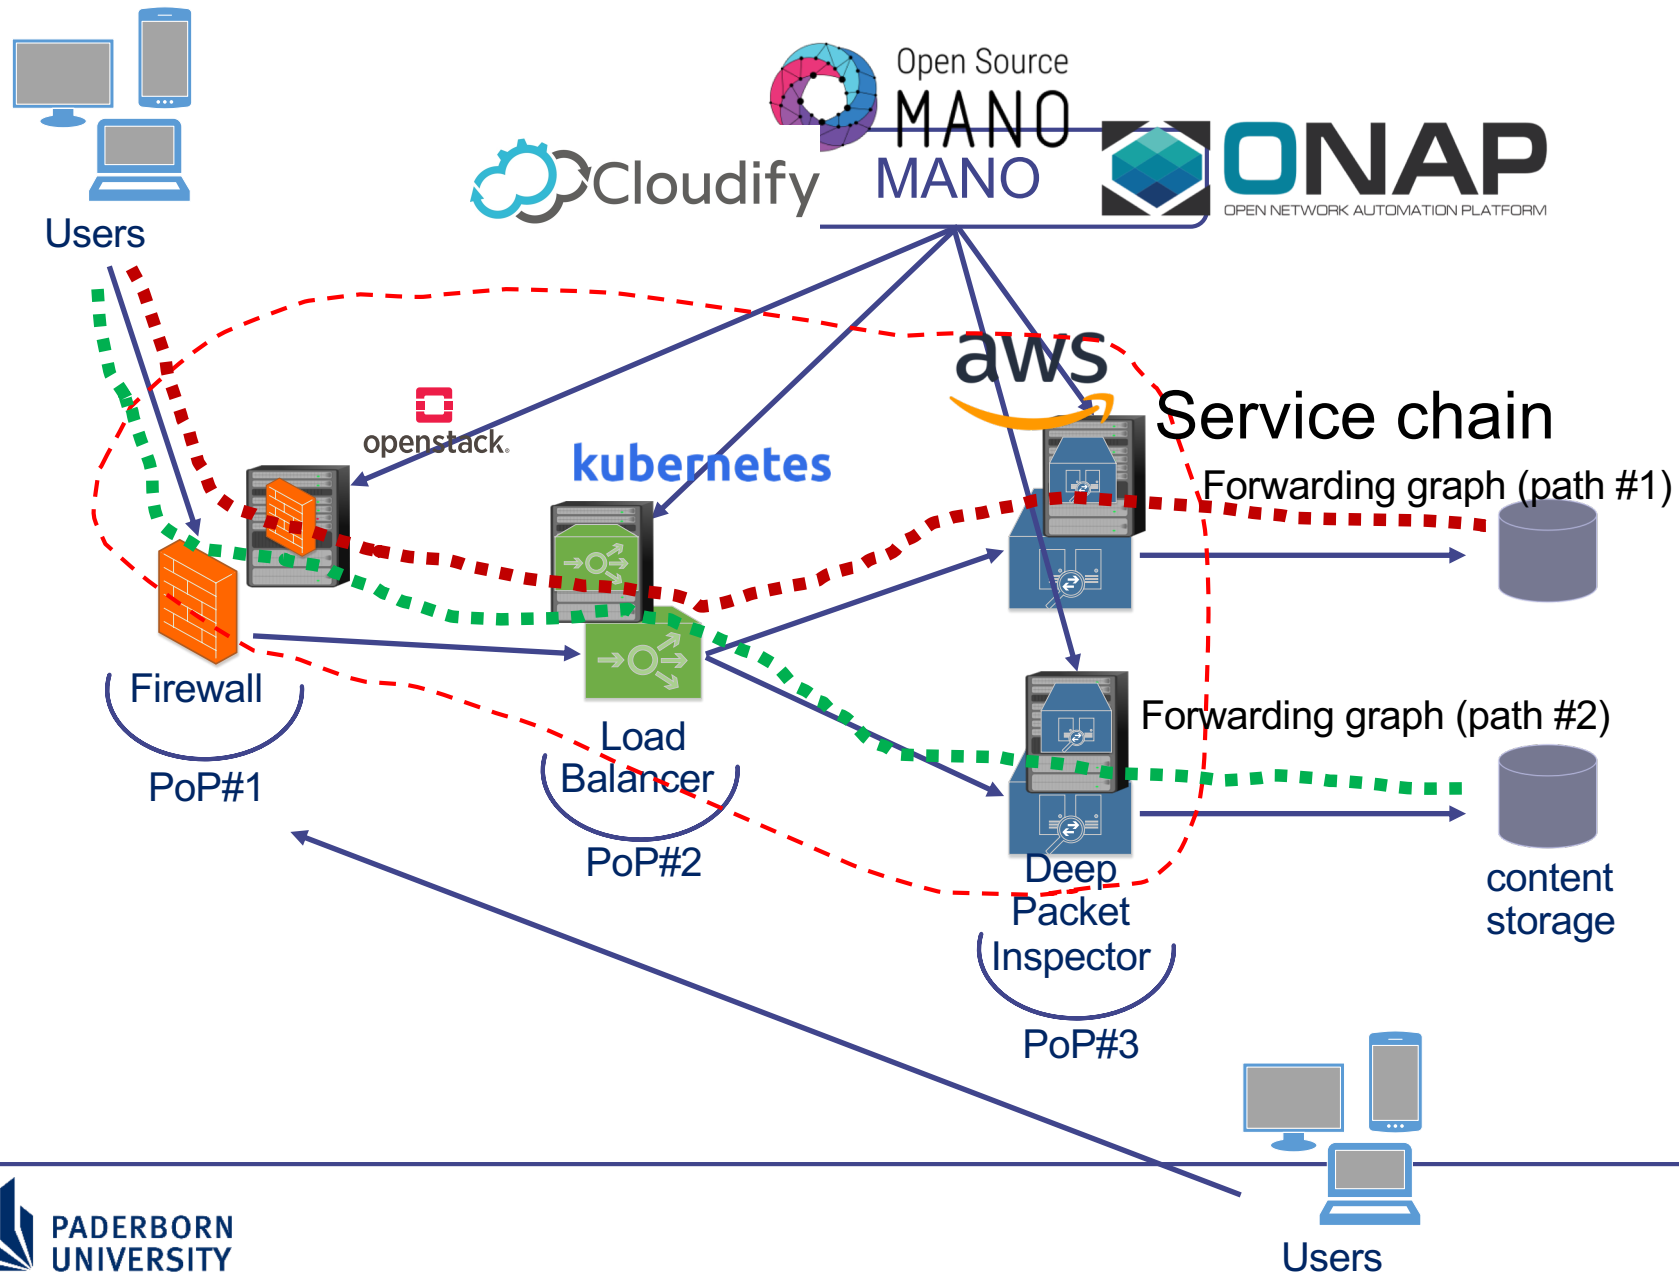 Open Source
MANO
Cloudify
MANO
ONAP
OPEN NETWORK AUTOMATION PLATFORM
Users
aws
openstack.
kubernetes
Service chain
Forwarding graph (path #1)
Firewall
PoP#1
Load
Balancer
PoP#2
Forwarding graph (path #2)
Deep
Packet
Inspector
PoP#3
content
storage
Users
PADERBORN
UNIVERSITY